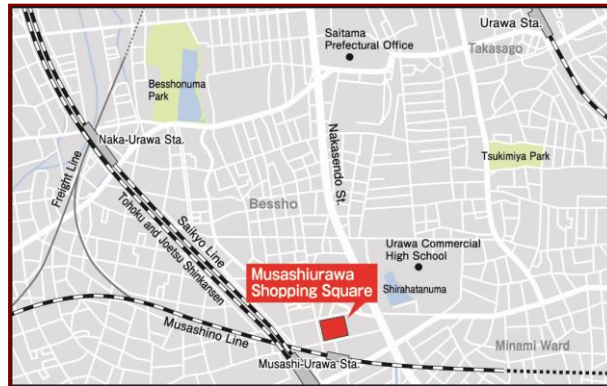 Urawa Sta.
Saitama
Prefectural Office
Takasago
Besshonuma
Park
Naka-Urawa Sta.
Tsukimiya Park
Nakasendo St.
Freight Line
Bessho
Saikyo Line
Tohoku and Joetsu Shinkansen
Urawa Commercial
High School
Musashiurawa
Shopping Square
Shirahatanuma
Musashino Line
Minami Ward
Musashi-Urawa Sta.